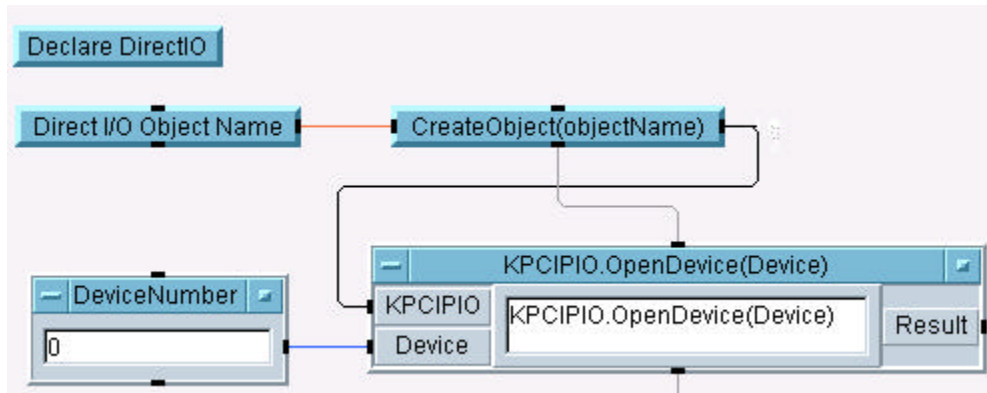 Declare DirectIO
Direct I/O Object Name
CreateObject(objectName)
KPCIPIO.OpenDevice(Device)
DeviceNumber
KPCIPIO
KPCIPIO.OpenDevice(Device)
Result
0
Device